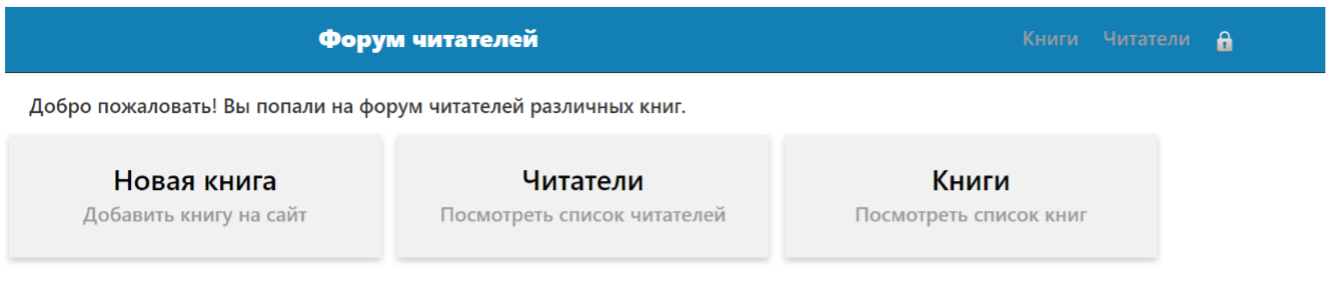 Форум читателей
Книги Читатели
Добро пожаловать! Вы попали на форум читателей различных книг.
Новая книга
Добавить книгу на сайт
Читатели
Посмотреть список читателей
Книги
Посмотреть список книг